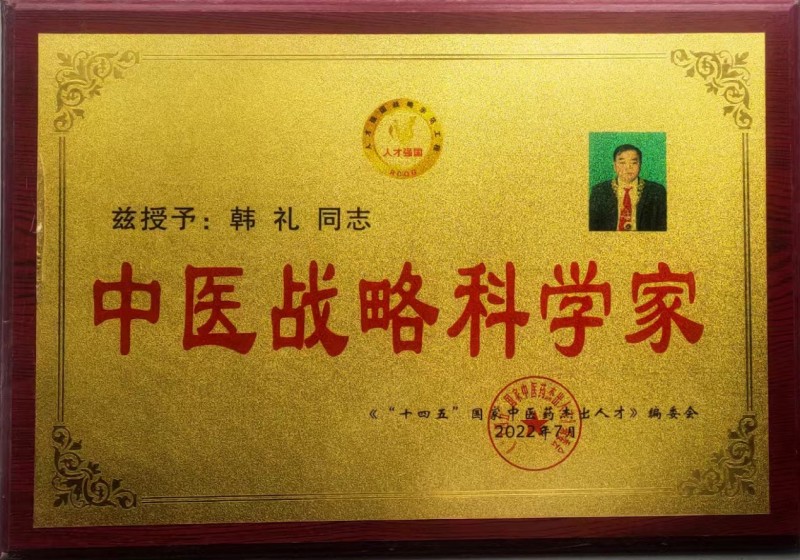 人才强国
兹授予：韩 礼 同志
中医战略科学家
《“十四五”国家中医药杰出人才》编委会
2022年7月